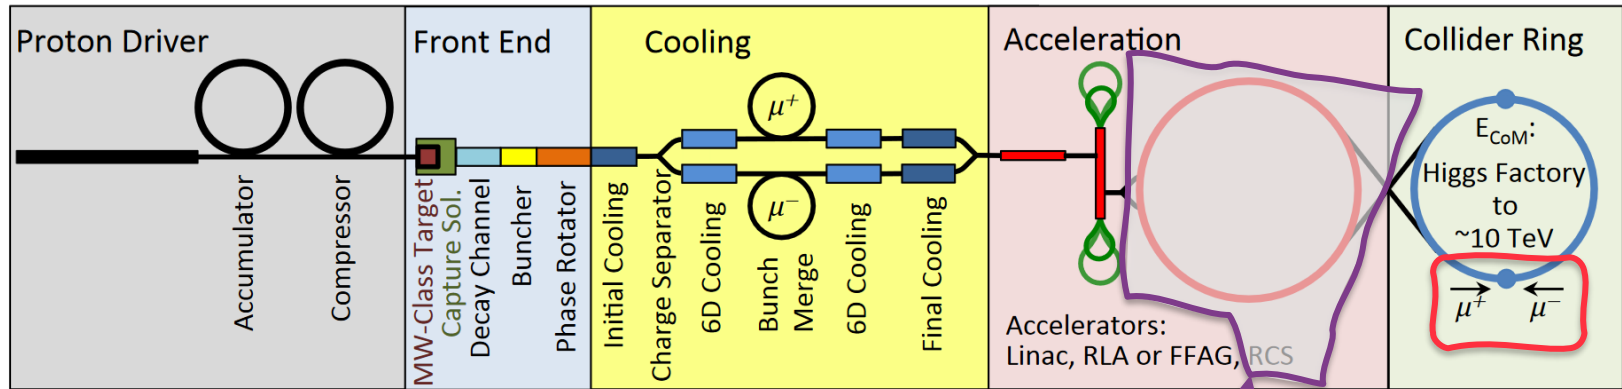 Proton Driver
Accumulator
Compressor
Front End
MW-Class Target
Capture Sol.
Decay Channel
Buncher
Phase Rotator
Cooling
Initial Cooling
Charge Separator
6D Cooling
μ+
μ−
Bunch
Merge
6D Cooling
Final Cooling
Acceleration
Accelerators:
Linac, RLA or FFAG, RCS
Collider Ring
ECoM:
Higgs Factory
to
~10 TeV
μ+ μ−